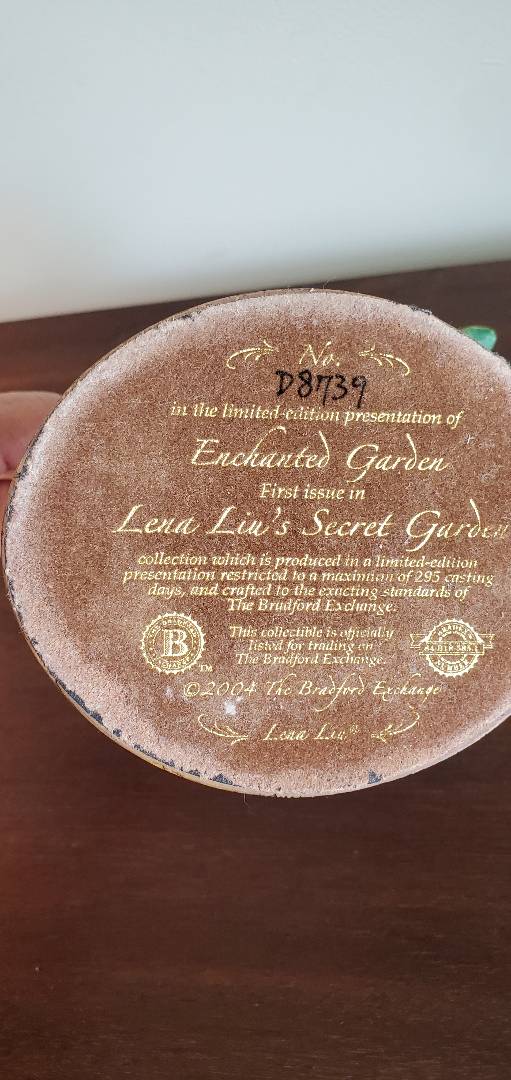 No.
D8739
in the limited-edition presentation of
Enchanted Garden
First issue in
Lena Liu's Secret Garden
collection which is produced in a limited-edition
presentation restricted to a maximum of 295 casting
days, and crafted to the exacting standards of
The Bradford Exchange.
B
TM
This collectible is officially
listed for trading on
The Bradford Exchange.
©2004 The Bradford Exchange
Lena Liu®